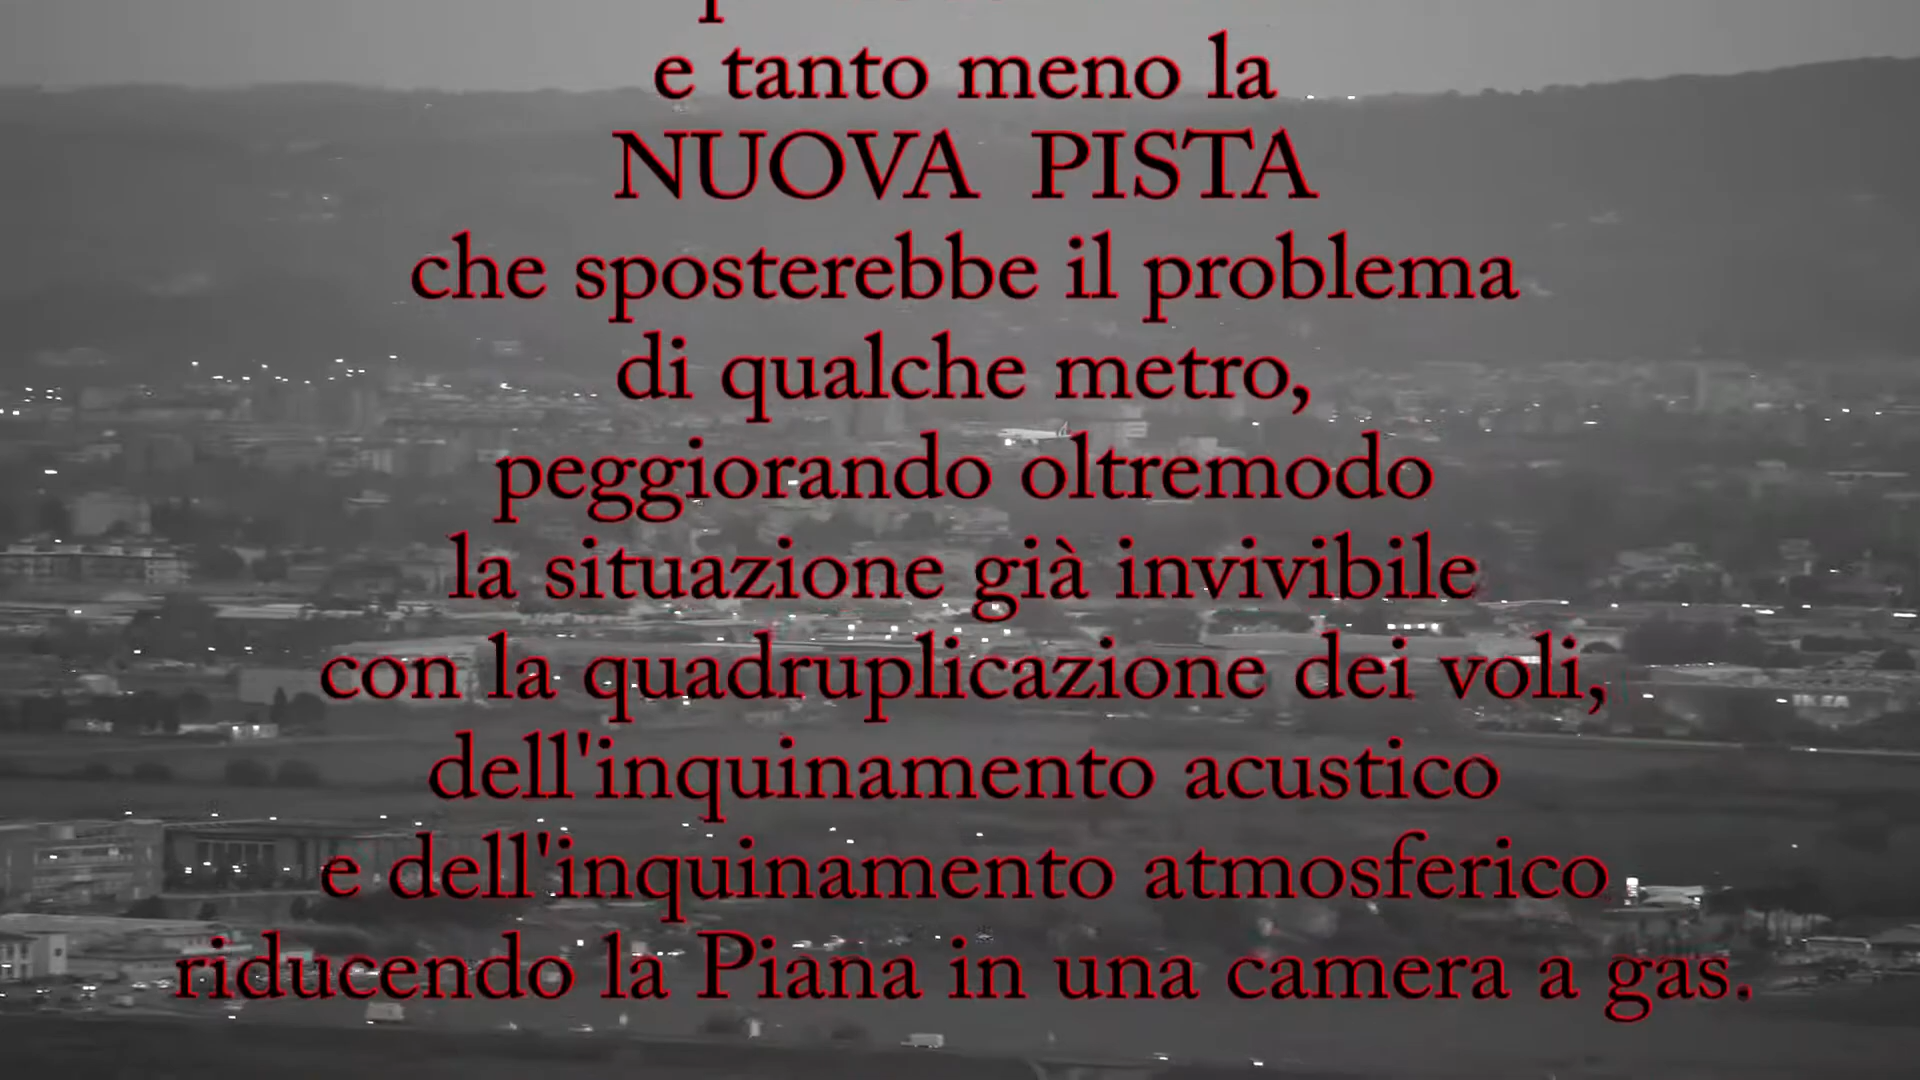 e tanto meno la
NUOVA PISTA
che sposterebbe il problema
di qualche metro,
peggiorando oltremodo
la situazione già invivibile
con la quadruplicazione dei voli,
dell'inquinamento acustico
e dell'inquinamento atmosferico
riducendo la Piana in una camera a gas.
IKEA